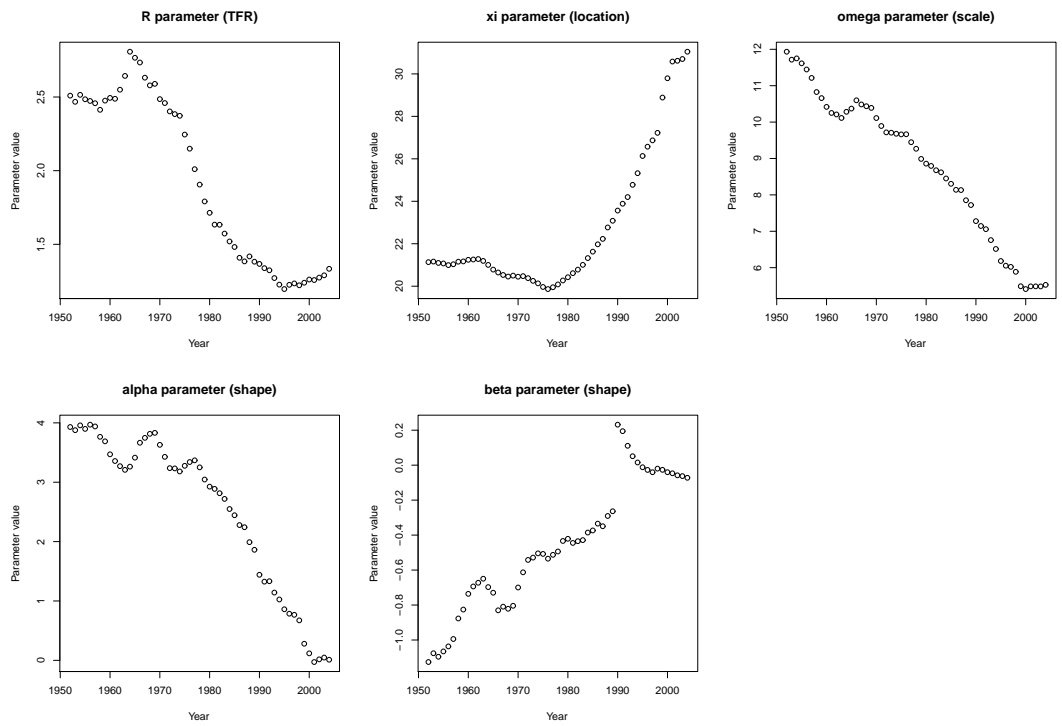 R parameter (TFR)
Parameter value
2.5
2.0
1.5
1950 1960 1970 1980 1990 2000
Year
xi parameter (location)
Parameter value
30
28
26
24
22
20
1950 1960 1970 1980 1990 2000
Year
omega parameter (scale)
Parameter value
12
11
10
9
8
7
6
1950 1960 1970 1980 1990 2000
Year
alpha parameter (shape)
Parameter value
4
3
2
1
0
1950 1960 1970 1980 1990 2000
Year
beta parameter (shape)
Parameter value
0.2
0.0
−0.2
−0.4
−0.6
−0.8
−1.0
1950 1960 1970 1980 1990 2000
Year